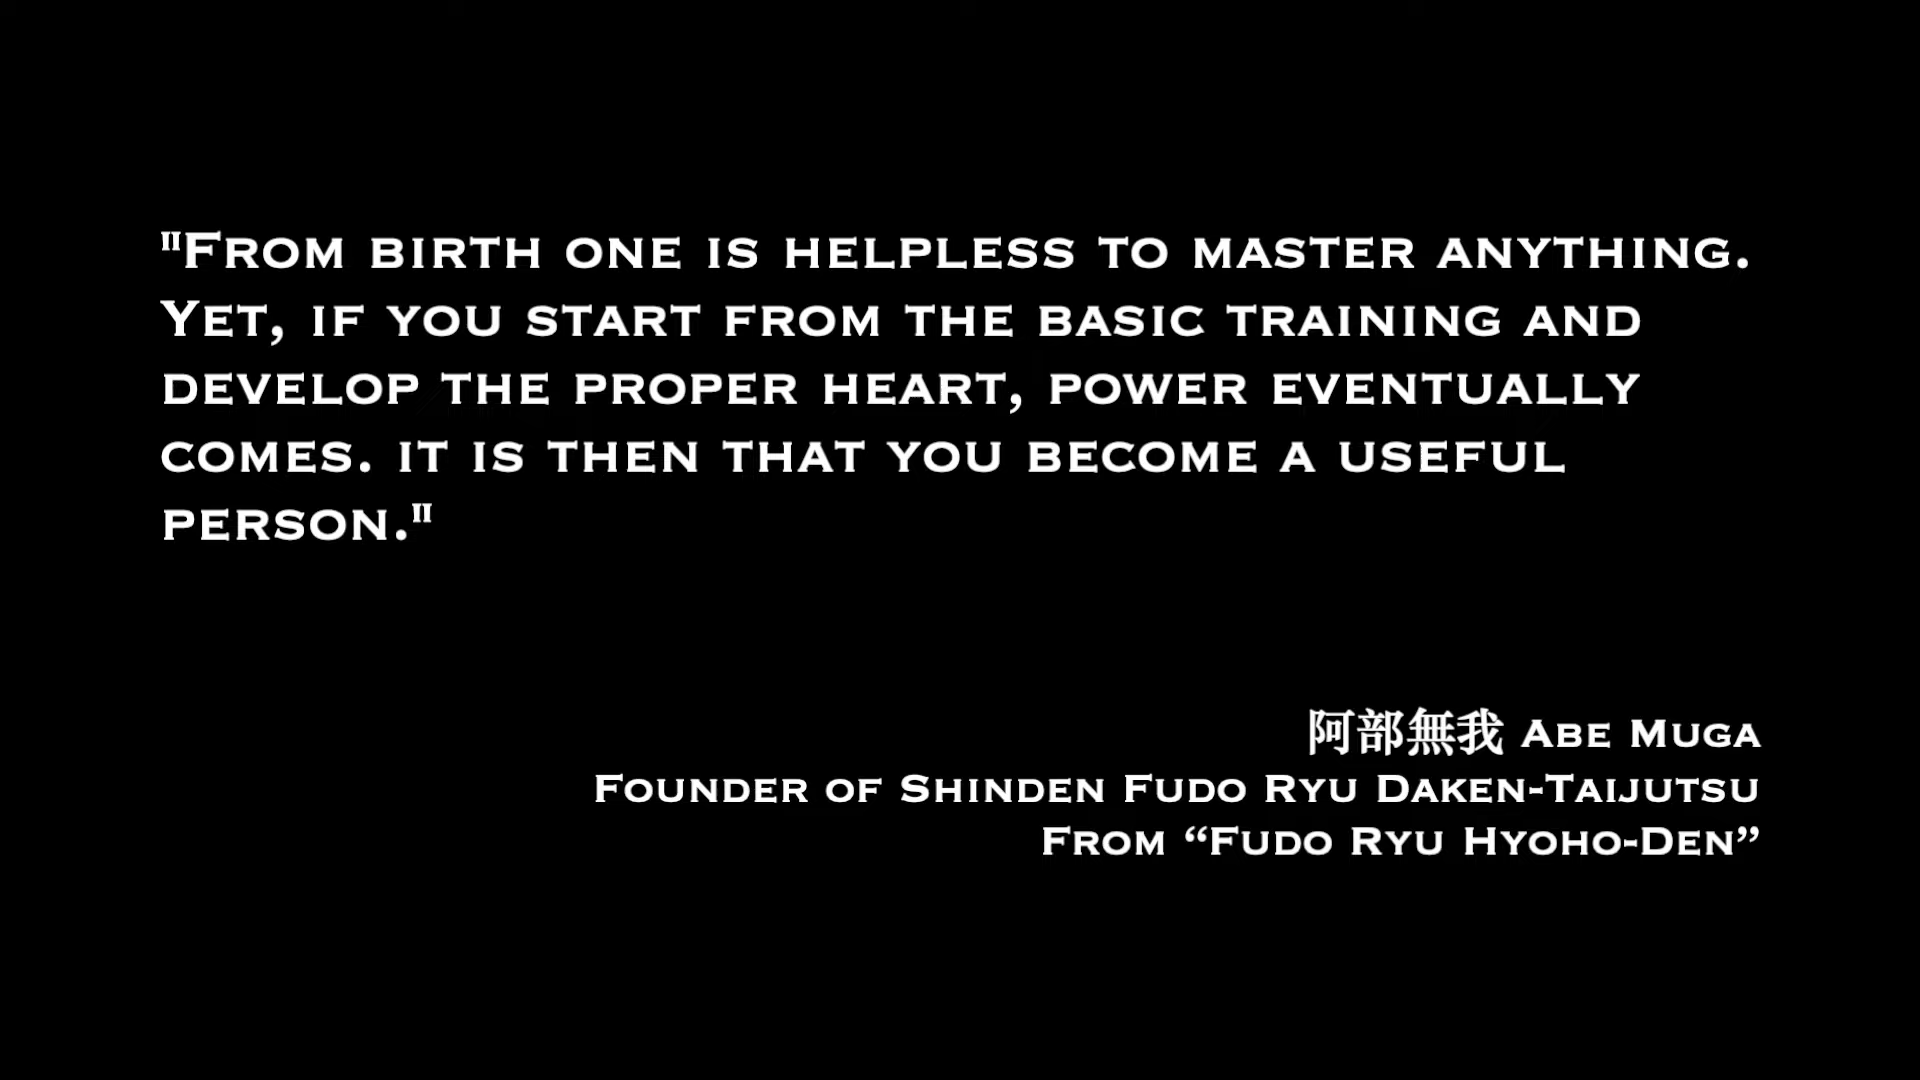 "From birth one is helpless to master anything.
Yet, if you start from the basic training and
develop the proper heart, power eventually
comes. it is then that you become a useful
person."
阿部無我 Abe Muga
Founder of Shinden Fudo Ryu Daken-Taijutsu
From “Fudo Ryu Hyoho-Den”